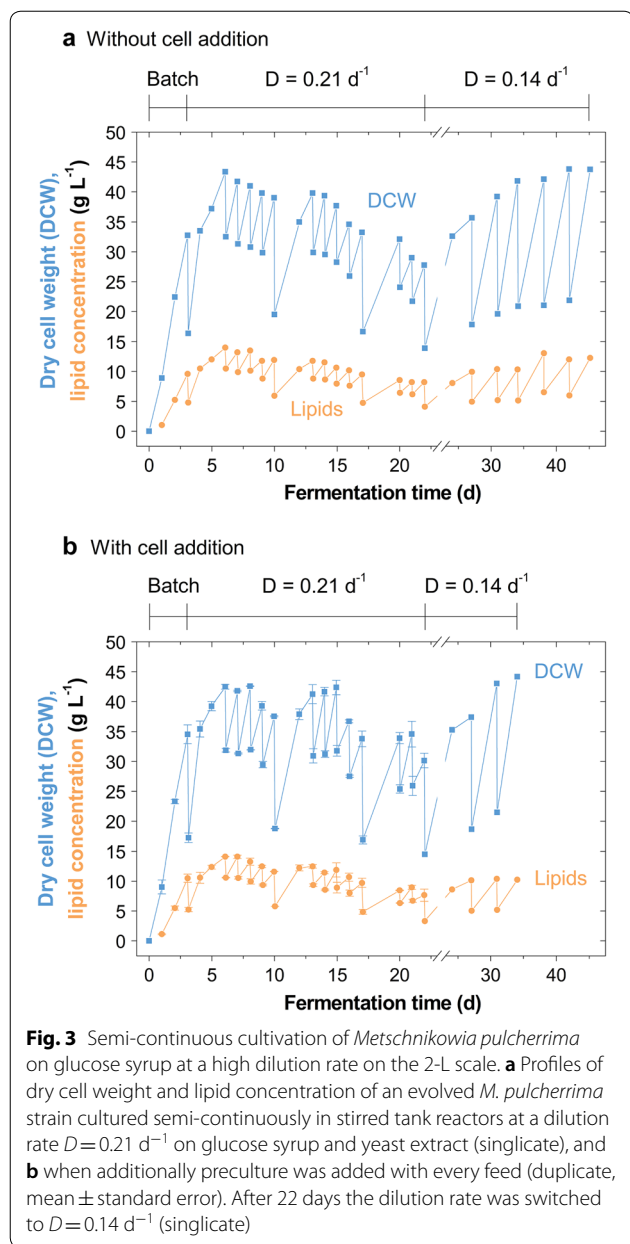 a Without cell addition
Batch D = 0.21 d⁻¹ D = 0.14 d⁻¹
50
45
40
35
30
25
20
15
10
5
0
Dry cell weight (DCW),
lipid concentration (g L⁻¹)
DCW
Lipids
0 5 10 15 20 30 40
Fermentation time (d)
b With cell addition
Batch D = 0.21 d⁻¹ D = 0.14 d⁻¹
50
45
40
35
30
25
20
15
10
5
0
Dry cell weight (DCW),
lipid concentration (g L⁻¹)
DCW
Lipids
0 5 10 15 20 30 40
Fermentation time (d)
Fig. 3 Semi-continuous cultivation of Metschnikowia pulcherrima
on glucose syrup at a high dilution rate on the 2-L scale. a Profiles of
dry cell weight and lipid concentration of an evolved M. pulcherrima
strain cultured semi-continuously in stirred tank reactors at a dilution
rate D = 0.21 d⁻¹ on glucose syrup and yeast extract (singlicate), and
b when additionally preculture was added with every feed (duplicate,
mean ± standard error). After 22 days the dilution rate was switched
to D = 0.14 d⁻¹ (singlicate)